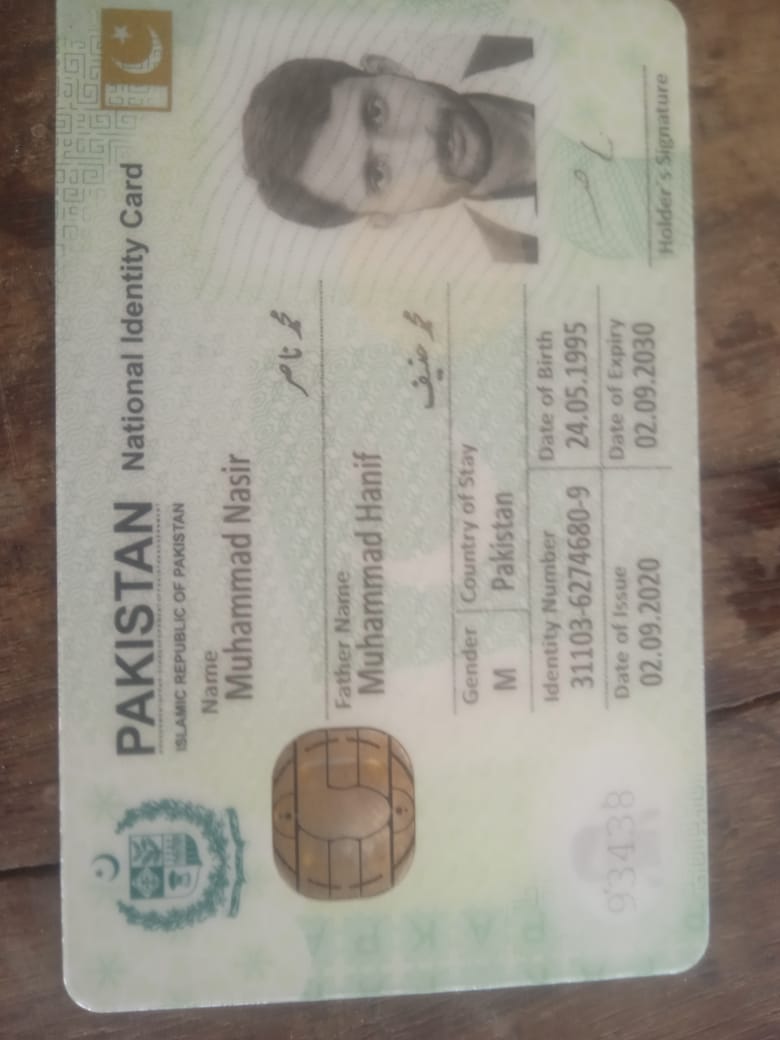 PAKISTAN National Identity Card
ISLAMIC REPUBLIC OF PAKISTAN
Name
Muhammad Nasir
محمد ناصر
Father Name
Muhammad Hanif
محمد حنیف
Gender Country of Stay
M Pakistan
Identity Number Date of Birth
31103-6274680-9 24.05.1995
Date of Issue Date of Expiry
02.09.2020 02.09.2030
Holder's Signature
93438